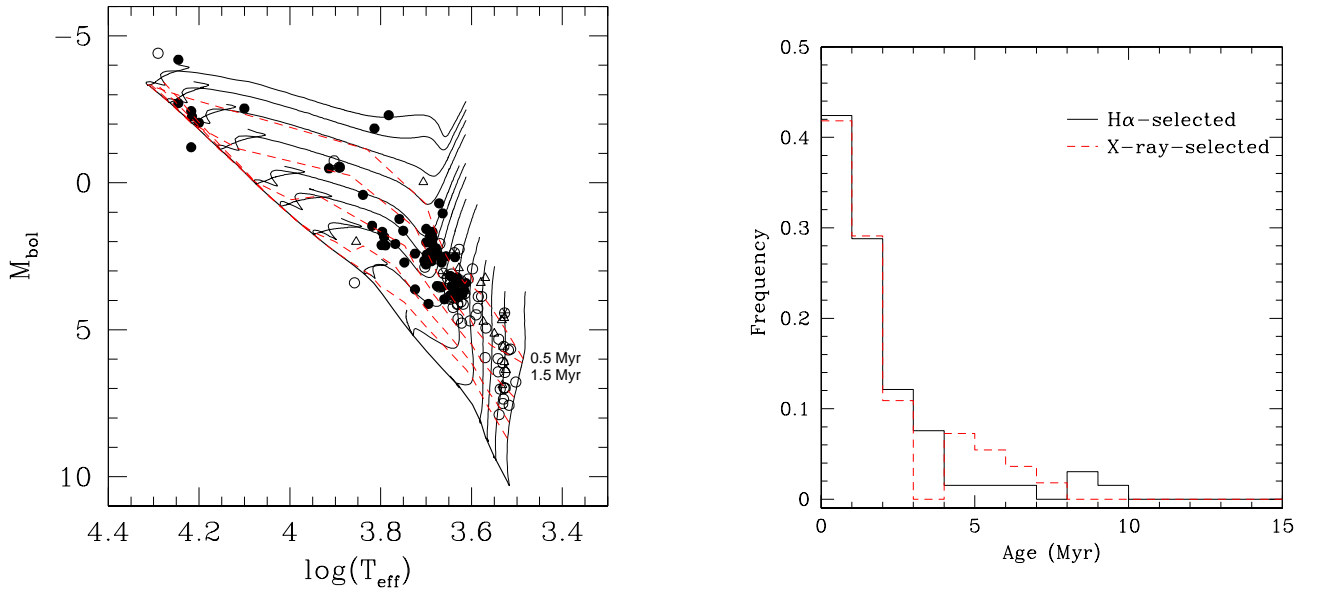 −5
0
5
10
M_bol
4.4 4.2 4 3.8 3.6 3.4
log(T_eff)
0.5 Myr
1.5 Myr
0.5
0.4
0.3
0.2
0.1
0
Frequency
Hα−selected
X−ray−selected
0 5 10 15
Age (Myr)